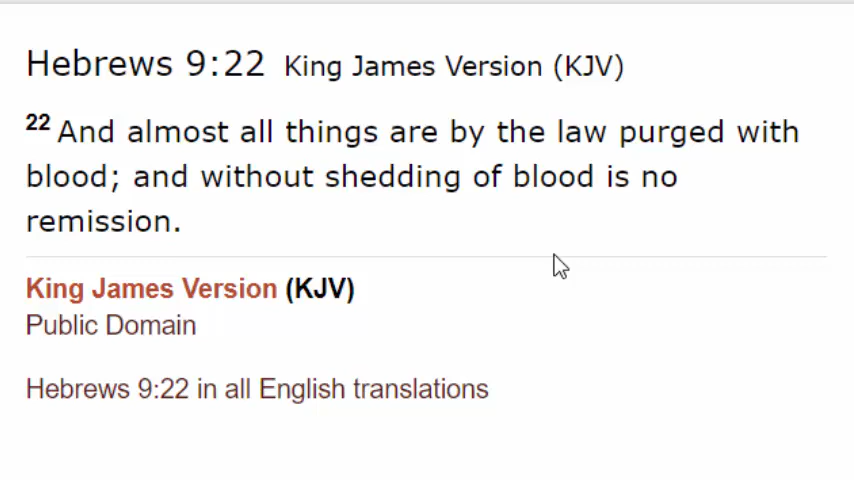 Hebrews 9:22 King James Version (KJV)
22 And almost all things are by the law purged with
blood; and without shedding of blood is no
remission.
King James Version (KJV)
Public Domain
Hebrews 9:22 in all English translations